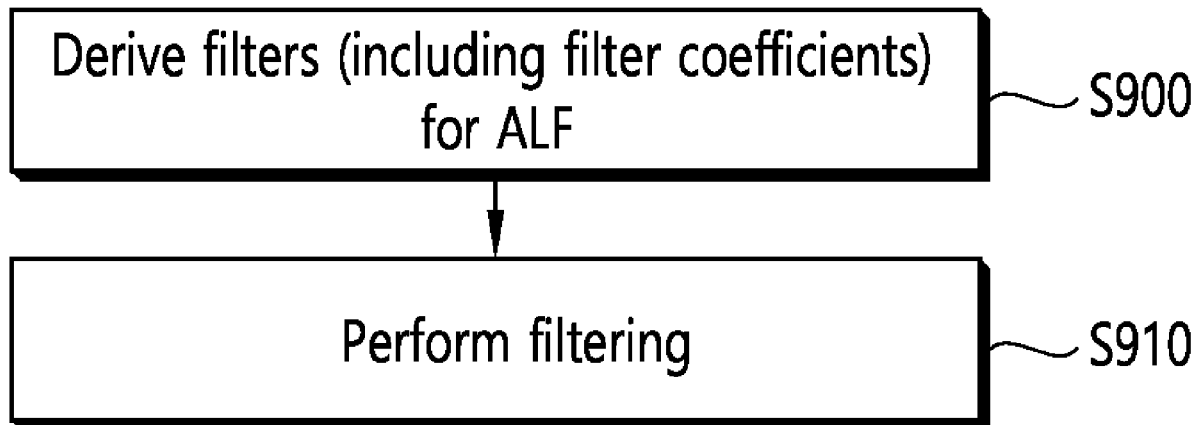 Derive filters (including filter coefficients)
for ALF
S900
Perform filtering
S910